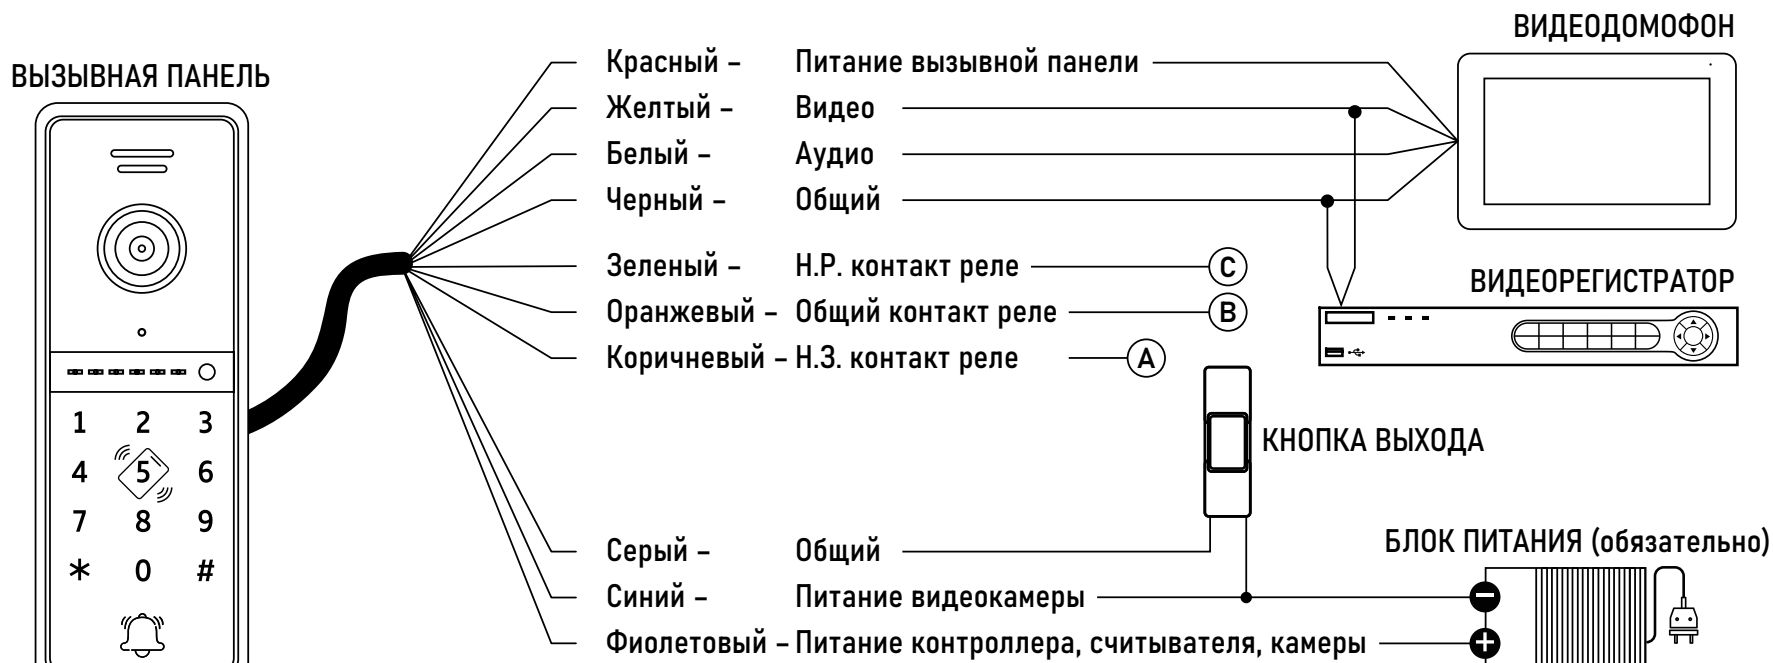 ВИДЕОДОМОФОН
ВЫЗЫВНАЯ ПАНЕЛЬ
Красный – Питание вызывной панели
Желтый – Видео
Белый – Аудио
Черный – Общий
Зеленый – Н.Р. контакт реле C
ВИДЕОРЕГИСТРАТОР
Оранжевый – Общий контакт реле B
Коричневый – Н.З. контакт реле A
1 2 3
КНОПКА ВЫХОДА
4 5 6
7 8 9
* 0 #
Серый – Общий
БЛОК ПИТАНИЯ (обязательно)
Синий – Питание видеокамеры –
Фиолетовый – Питание контроллера, считывателя, камеры +